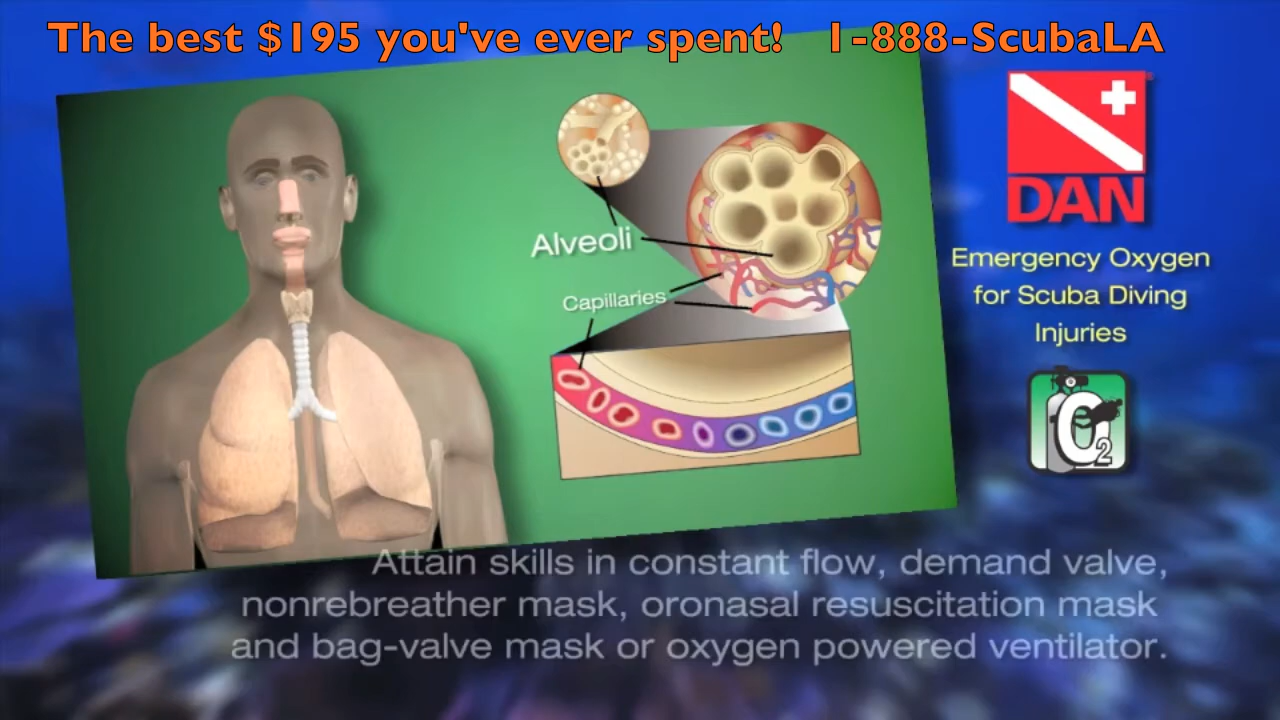 The best $195 you've ever spent! 1-888-ScubaLA
DAN
Emergency Oxygen
for Scuba Diving
Injuries
O2
Alveoli
Capillaries
Attain skills in constant flow, demand valve,
nonrebreather mask, oronasal resuscitation mask
and bag-valve mask or oxygen powered ventilator.